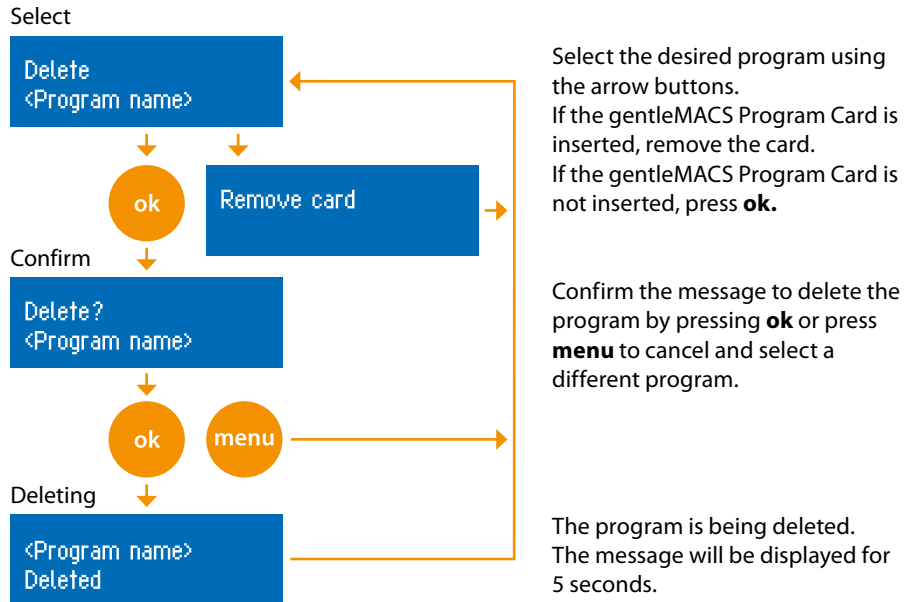 Select
Delete
<Program name>
ok
Remove card
Select the desired program using
the arrow buttons.
If the gentleMACS Program Card is
inserted, remove the card.
If the gentleMACS Program Card is
not inserted, press ok.
Confirm
Delete?
<Program name>
ok
menu
Confirm the message to delete the
program by pressing ok or press
menu to cancel and select a
different program.
Deleting
<Program name>
Deleted
The program is being deleted.
The message will be displayed for
5 seconds.